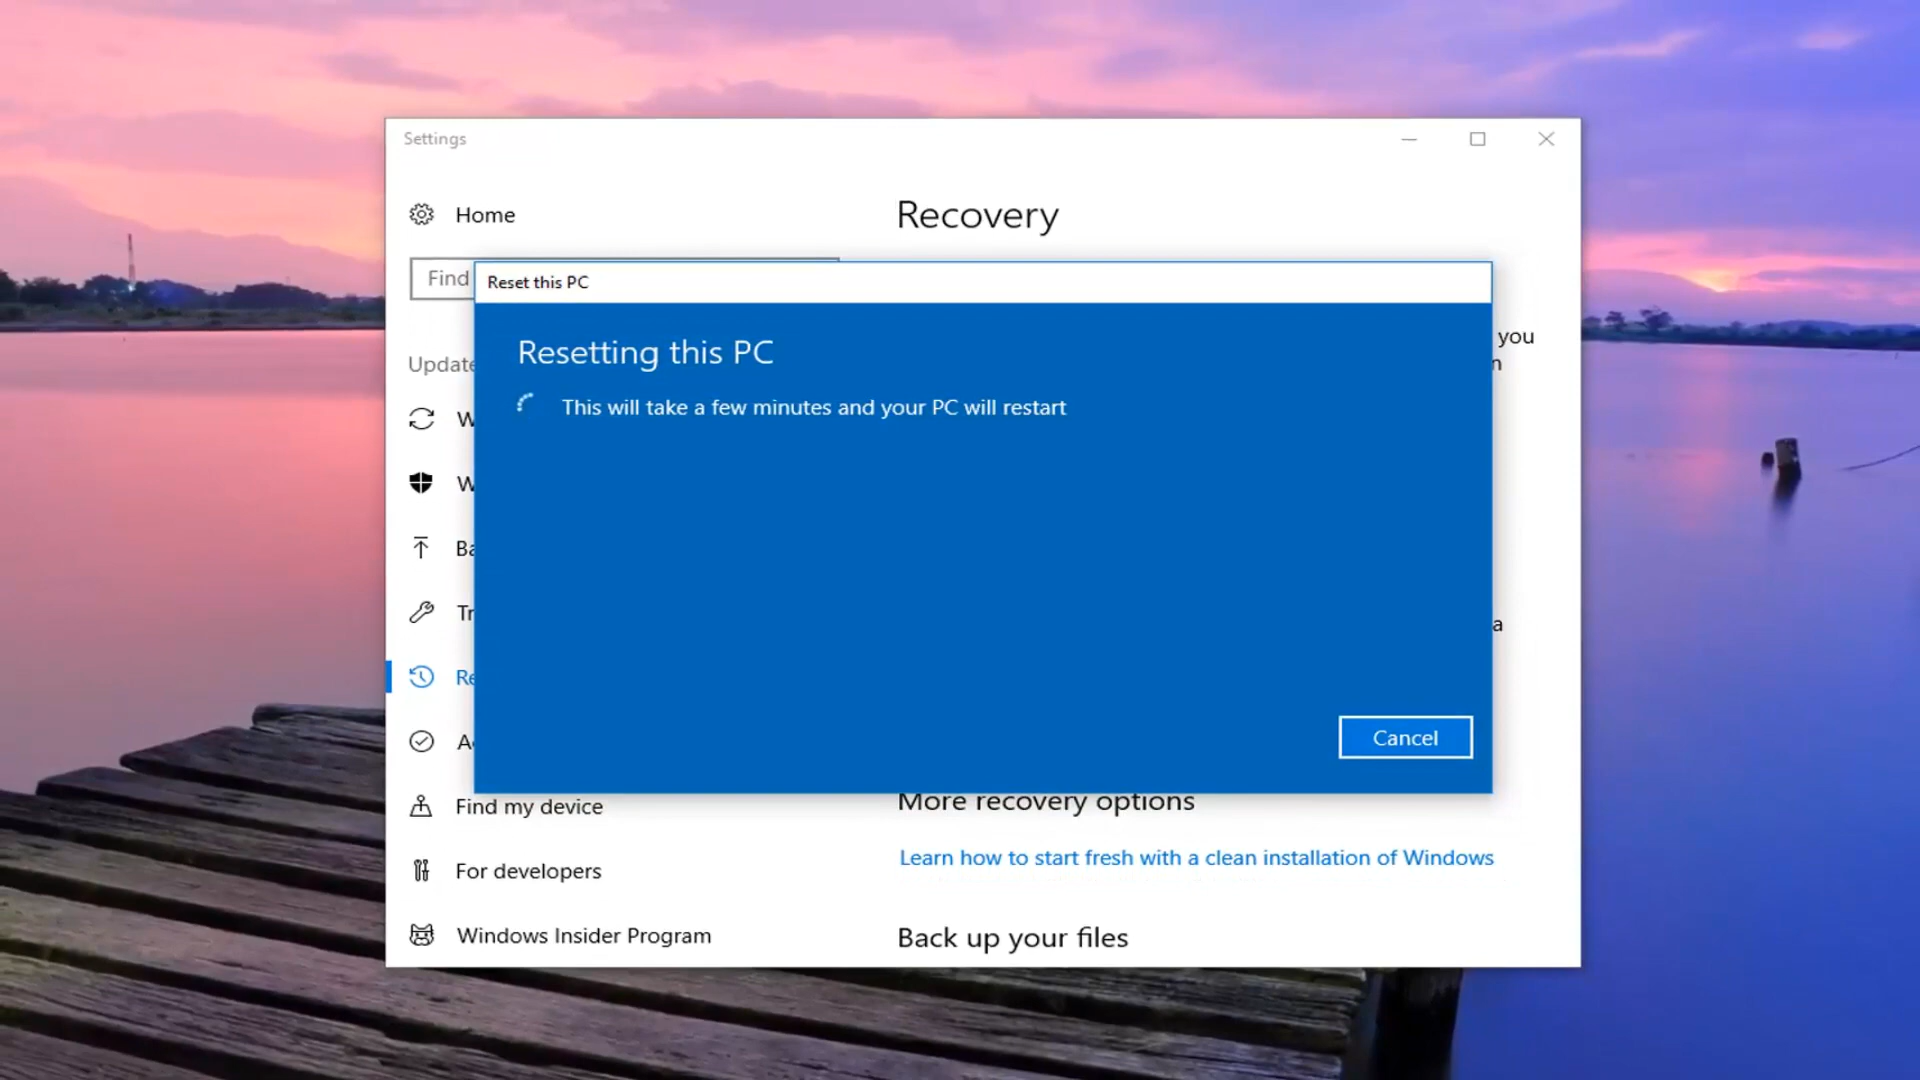 Settings
Home
Recovery
Find
Reset this PC
Resetting this PC
This will take a few minutes and your PC will restart
you
Update
Cancel
Find my device
More recovery options
For developers
Learn how to start fresh with a clean installation of Windows
Windows Insider Program
Back up your files